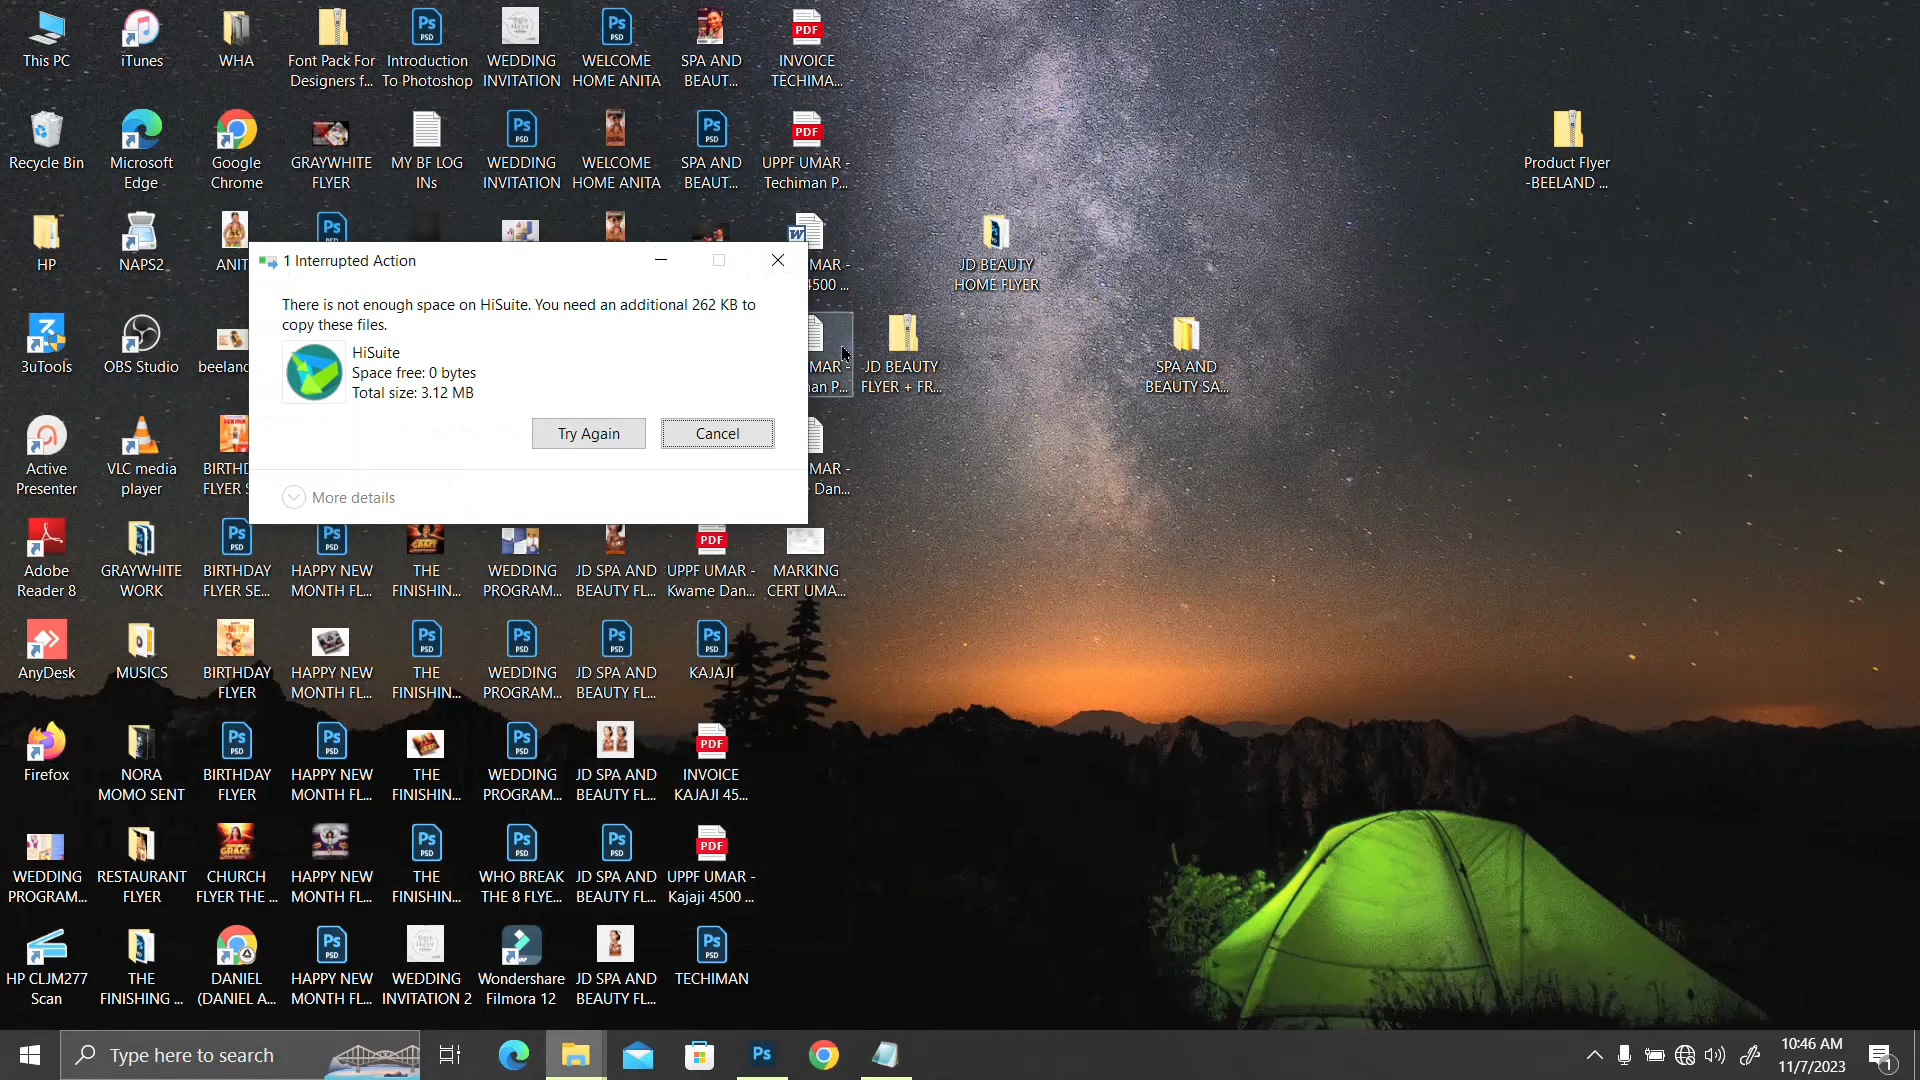 This PC
iTunes
WHA
Font Pack For
Designers f...
Introduction
To Photoshop
WEDDING
INVITATION
WELCOME
HOME ANITA
SPA AND
BEAUT...
INVOICE
TECHIMA...
Recycle Bin
Microsoft
Edge
Google
Chrome
GRAYWHITE
FLYER
MY BF LOG
INs
WEDDING
INVITATION
WELCOME
HOME ANITA
SPA AND
BEAUT...
UPPF UMAR -
Techiman P...
Product Flyer
-BEELAND ...
HP
NAPS2
ANIT
MAR -
4500 ...
JD BEAUTY
HOME FLYER
1 Interrupted Action
There is not enough space on HiSuite. You need an additional 262 KB to
copy these files.
HiSuite
Space free: 0 bytes
Total size: 3.12 MB
Try Again
Cancel
More details
3uTools
OBS Studio
beelanc
MAR -
an P...
JD BEAUTY
FLYER + FR...
SPA AND
BEAUTY SA...
Active
Presenter
VLC media
player
BIRTH
FLYER S
MAR -
Dan...
Adobe
Reader 8
GRAYWHITE
WORK
BIRTHDAY
FLYER SE...
HAPPY NEW
MONTH FL...
THE
FINISHIN...
WEDDING
PROGRAM...
JD SPA AND
BEAUTY FL...
UPPF UMAR -
Kwame Dan...
MARKING
CERT UMA...
AnyDesk
MUSICS
BIRTHDAY
FLYER
HAPPY NEW
MONTH FL...
THE
FINISHIN...
WEDDING
PROGRAM...
JD SPA AND
BEAUTY FL...
KAJAJI
Firefox
NORA
MOMO SENT
BIRTHDAY
FLYER
HAPPY NEW
MONTH FL...
THE
FINISHIN...
WEDDING
PROGRAM...
JD SPA AND
BEAUTY FL...
INVOICE
KAJAJI 45...
WEDDING
PROGRAM...
RESTAURANT
FLYER
CHURCH
FLYER THE ...
HAPPY NEW
MONTH FL...
THE
FINISHIN...
WHO BREAK
THE 8 FLYE...
JD SPA AND
BEAUTY FL...
UPPF UMAR -
Kajaji 4500 ...
HP CLJM277
Scan
THE
FINISHING ...
DANIEL
(DANIEL A...
HAPPY NEW
MONTH FL...
WEDDING
INVITATION 2
Wondershare
Filmora 12
JD SPA AND
BEAUTY FL...
TECHIMAN
Type here to search
10:46 AM
11/7/2023
1